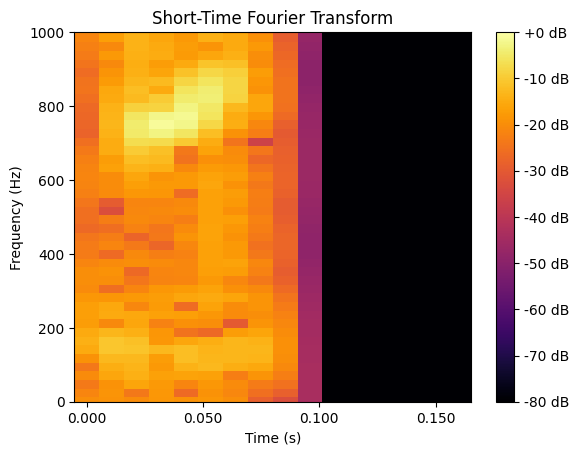 Short-Time Fourier Transform
1000
800
600
400
200
0
Frequency (Hz)
0.000
0.050
0.100
0.150
Time (s)
+0 dB
-10 dB
-20 dB
-30 dB
-40 dB
-50 dB
-60 dB
-70 dB
-80 dB